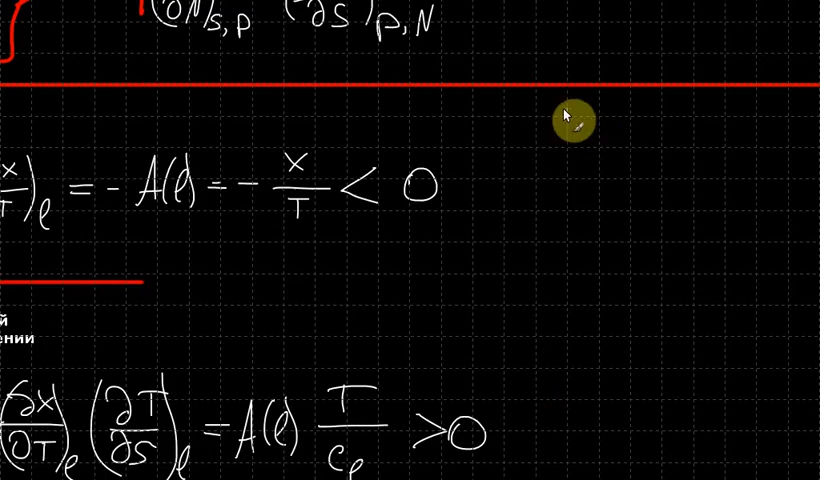 (∂N)S,P (∂S)P,N
x/T)ℓ = - A(ℓ) = - X/T < 0
й
ении
(∂X/∂T)ℓ (∂T/∂S)ℓ = A(ℓ) T/Cℓ > 0